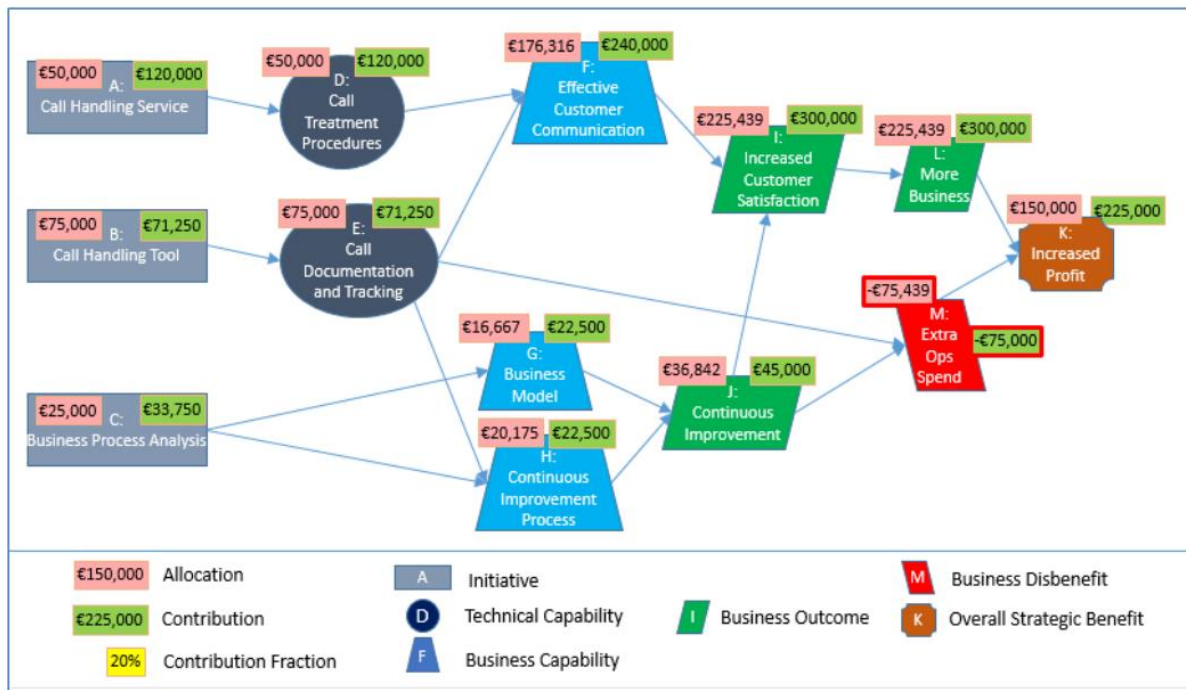 €50,000 €120,000
A:
Call Handling Service
€50,000 €120,000
D:
Call
Treatment
Procedures
€176,316 €240,000
F:
Effective
Customer
Communication
€225,439 €300,000
I:
Increased
Customer
Satisfaction
€225,439 €300,000
L:
More
Business
€75,000 €71,250
B:
Call Handling Tool
€75,000 €71,250
E:
Call
Documentation
and Tracking
€150,000 €225,000
K:
Increased
Profit
-€75,439
M:
Extra
Ops
Spend
-€75,000
€16,667 €22,500
G:
Business
Model
€36,842 €45,000
J:
Continuous
Improvement
€25,000 €33,750
C:
Business Process Analysis
€20,175 €22,500
H:
Continuous
Improvement
Process
€150,000 Allocation
€225,000 Contribution
20% Contribution Fraction
A Initiative
D Technical Capability
F Business Capability
I Business Outcome
M Business Disbenefit
K Overall Strategic Benefit